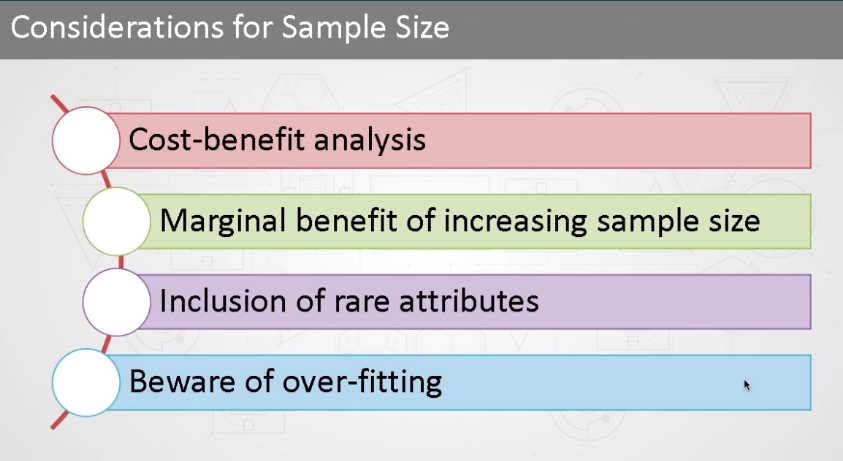 Considerations for Sample Size
Cost-benefit analysis
Marginal benefit of increasing sample size
Inclusion of rare attributes
Beware of over-fitting